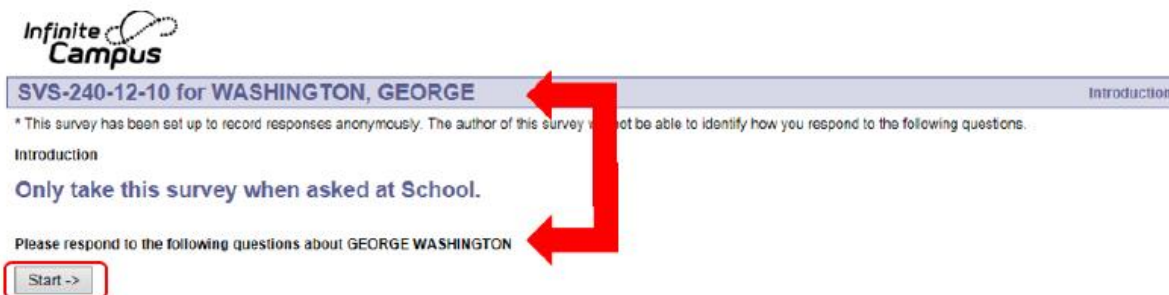 Infinite
Campus
SVS-240-12-10 for WASHINGTON, GEORGE
Introduction
* This survey has been set up to record responses anonymously. The author of this survey not be able to identify how you respond to the following questions.
Introduction
Only take this survey when asked at School.
Please respond to the following questions about GEORGE WASHINGTON
Start ->